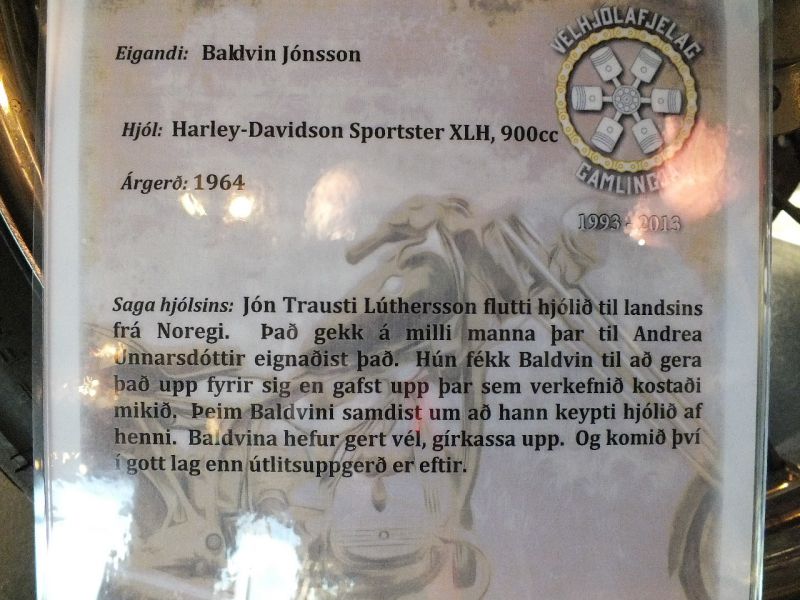 VÉLHJÓLAFJELAG
Eigandi: Baldvin Jónsson
Hjól: Harley-Davidson Sportster XLH, 900cc
GAMLINGJA
Árgerð: 1964
1993 - 2013
Saga hjólsins: Jón Trausti Lúthersson flutti hjólið til landsins
frá Noregi. Það gekk á milli manna þar til Andrea
Unnarsdóttir eignaðist það. Hún fékk Baldvin til að gera
það upp fyrir sig en gafst upp þar sem verkefnið kostaði
mikið. Þeim Baldvini samdist um að hann keypti hjólið af
henni. Baldvina hefur gert vél, gírkassa upp. Og komið því
í gott lag enn útlitsuppgerð er eftir.